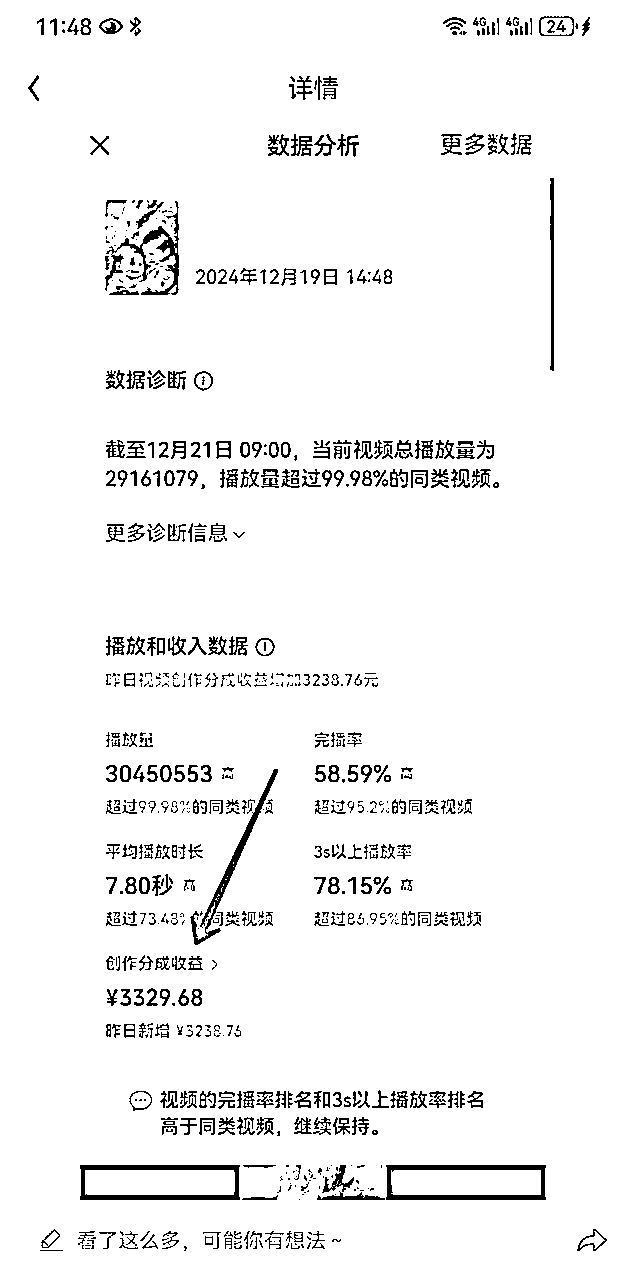 11:48
4G 4G 24
详情
数据分析 更多数据
2024年12月19日 14:48
数据诊断
截至12月21日 09:00，当前视频总播放量为
29161079，播放量超过99.98%的同类视频。
更多诊断信息
播放和收入数据
昨日视频创作分成收益增加3238.76元
播放量 完播率
30450553 58.59%
超过99.98%的同类视频 超过95.2%的同类视频
平均播放时长 3s以上播放率
7.80秒 78.15%
超过73.48%的同类视频 超过86.95%的同类视频
创作分成收益 >
¥3329.68
昨日新增 ¥3238.76
视频的完播率排名和3s以上播放率排名
高于同类视频，继续保持。
看了这么多，可能你有想法~